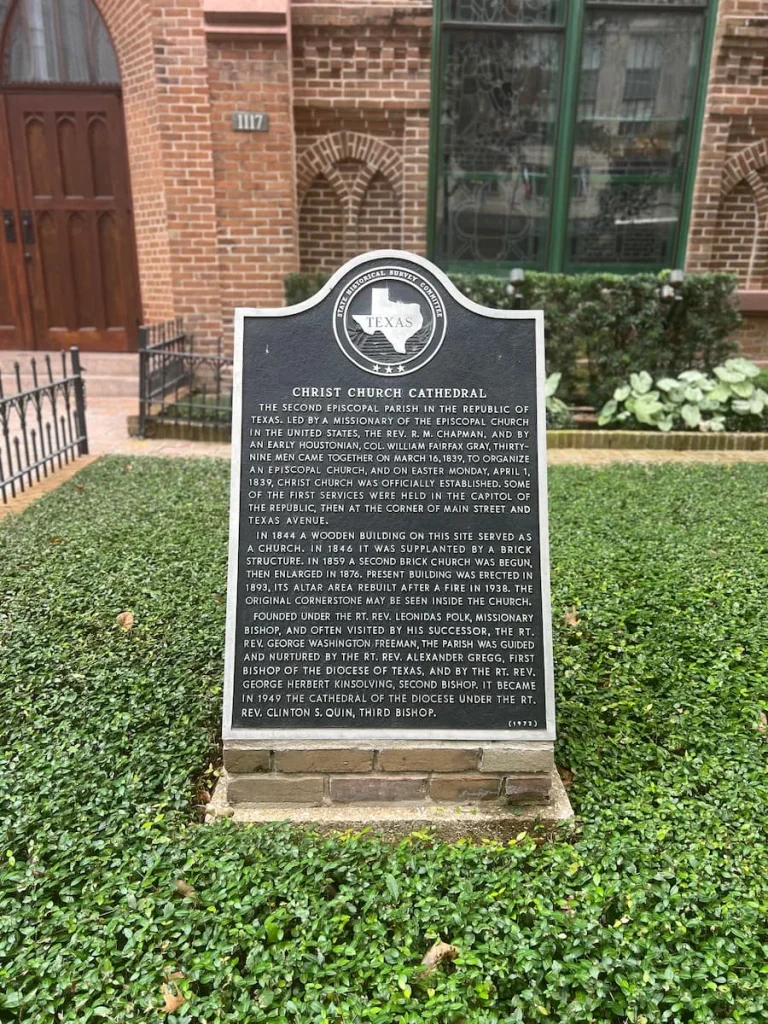 1117
STATE HISTORICAL SURVEY COMMITTEE
TEXAS
CHRIST CHURCH CATHEDRAL
THE SECOND EPISCOPAL PARISH IN THE REPUBLIC OF
TEXAS. LED BY A MISSIONARY OF THE EPISCOPAL CHURCH
IN THE UNITED STATES, THE REV. R. M. CHAPMAN, AND BY
AN EARLY HOUSTONIAN, COL. WILLIAM FAIRFAX GRAY, THIRTY-
NINE MEN CAME TOGETHER ON MARCH 16, 1839, TO ORGANIZE
AN EPISCOPAL CHURCH, AND ON EASTER MONDAY, APRIL 1,
1839, CHRIST CHURCH WAS OFFICIALLY ESTABLISHED. SOME
OF THE FIRST SERVICES WERE HELD IN THE CAPITOL OF
THE REPUBLIC, THEN AT THE CORNER OF MAIN STREET AND
TEXAS AVENUE.
IN 1844 A WOODEN BUILDING ON THIS SITE SERVED AS
A CHURCH. IN 1846 IT WAS SUPPLANTED BY A BRICK
STRUCTURE. IN 1859 A SECOND BRICK CHURCH WAS BEGUN,
THEN ENLARGED IN 1876. PRESENT BUILDING WAS ERECTED IN
1893, ITS ALTAR AREA REBUILT AFTER A FIRE IN 1938. THE
ORIGINAL CORNERSTONE MAY BE SEEN INSIDE THE CHURCH.
FOUNDED UNDER THE RT. REV. LEONIDAS POLK, MISSIONARY
BISHOP, AND OFTEN VISITED BY HIS SUCCESSOR, THE RT.
REV. GEORGE WASHINGTON FREEMAN, THE PARISH WAS GUIDED
AND NURTURED BY THE RT. REV. ALEXANDER GREGG, FIRST
BISHOP OF THE DIOCESE OF TEXAS, AND BY THE RT. REV.
GEORGE HERBERT KINSOLVING, SECOND BISHOP. IT BECAME
IN 1949 THE CATHEDRAL OF THE DIOCESE UNDER THE RT.
REV. CLINTON S. QUIN, THIRD BISHOP.
(1972)